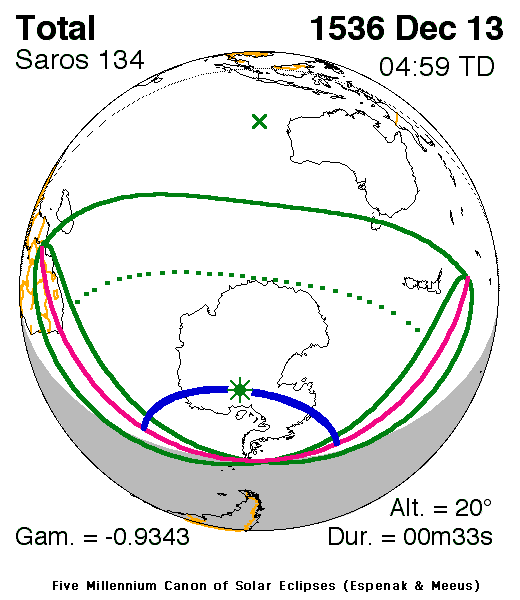 Total
1536 Dec 13
Saros 134
04:59 TD
Alt. = 20°
Gam. = -0.9343
Dur. = 00m33s
Five Millennium Canon of Solar Eclipses (Espenak & Meeus)